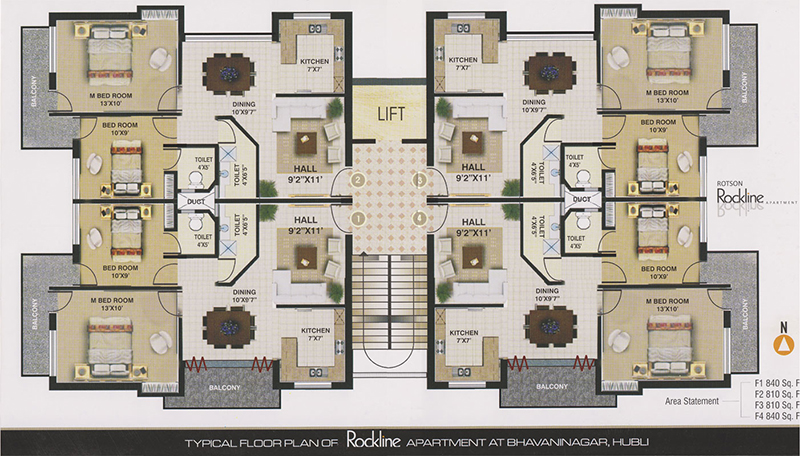 BALCONY
M BED ROOM
13'X10'
DINING
10'X9'7"
KITCHEN
7'X7'
LIFT
KITCHEN
7'X7'
DINING
10'X9'7"
M BED ROOM
13'X10'
BALCONY
BED ROOM
10'X9'
TOILET
4'X5'
TOILET
4'X6'5"
HALL
9'2"X11'
2
3
HALL
9'2"X11'
TOILET
4'X6'5"
TOILET
4'X5'
BED ROOM
10'X9'
DUCT
DUCT
ROTSON
Rockline
APARTMENT
BED ROOM
10'X9'
TOILET
4'X5'
TOILET
4'X6'5"
HALL
9'2"X11'
1
4
HALL
9'2"X11'
TOILET
4'X6'5"
TOILET
4'X5'
BED ROOM
10'X9'
BALCONY
M BED ROOM
13'X10'
DINING
10'X9'7"
KITCHEN
7'X7'
BALCONY
KITCHEN
7'X7'
DINING
10'X9'7"
BALCONY
M BED ROOM
13'X10'
BALCONY
N
Area Statement
F1 840 Sq. F
F2 810 Sq. F
F3 810 Sq. F
F4 840 Sq. F
TYPICAL FLOOR PLAN OF Rockline APARTMENT AT BHAVANINAGAR, HUBLI